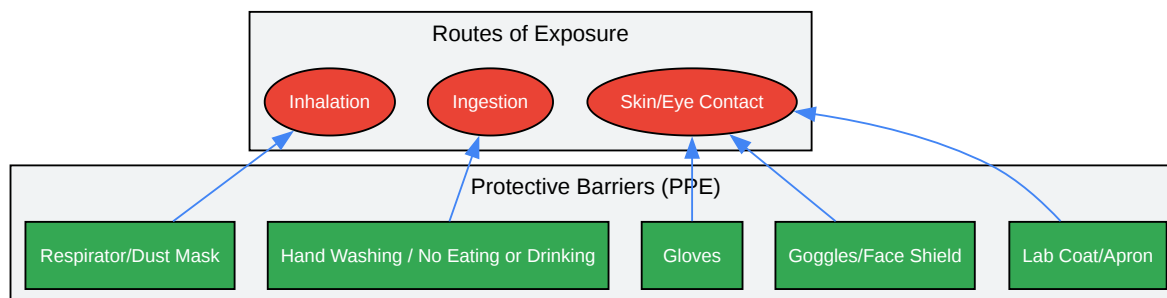 Routes of Exposure
Inhalation
Ingestion
Skin/Eye Contact
Protective Barriers (PPE)
Respirator/Dust Mask
Hand Washing / No Eating or Drinking
Gloves
Goggles/Face Shield
Lab Coat/Apron